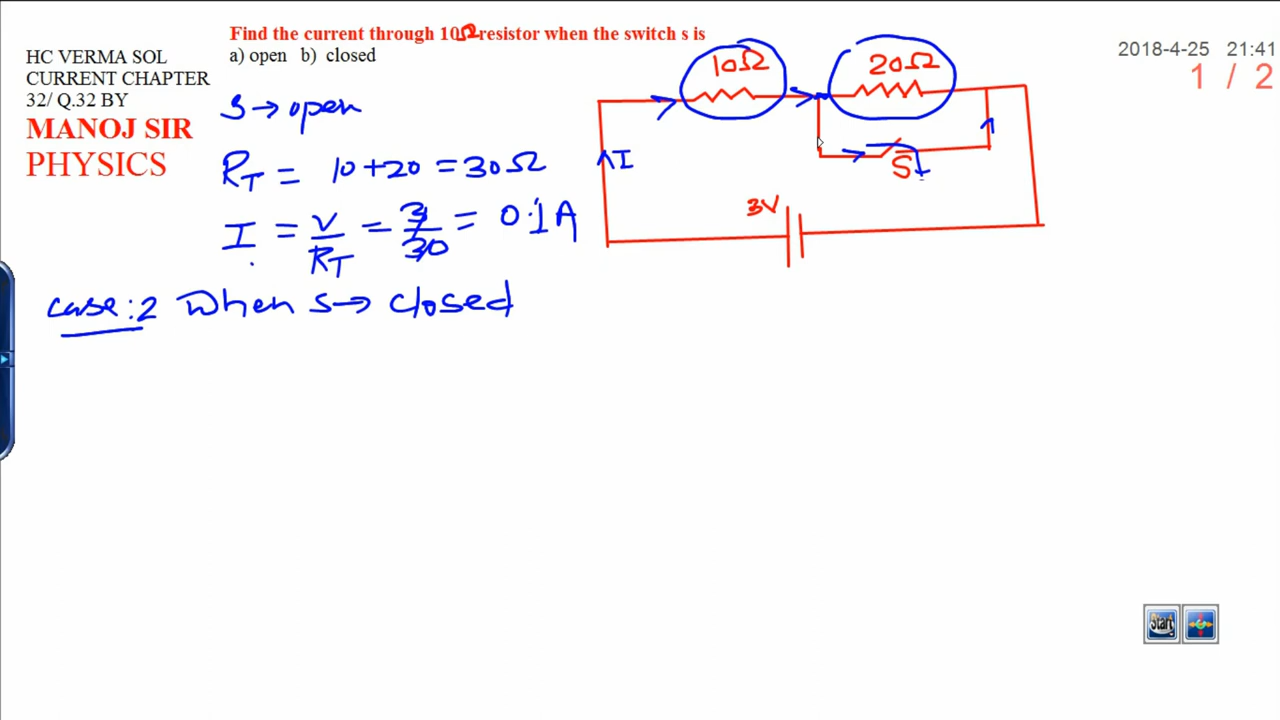 Find the current through 10Ω resistor when the switch s is
a) open b) closed
HC VERMA SOL
CURRENT CHAPTER
32/ Q.32 BY
MANOJ SIR
PHYSICS
2018-4-25 21:41
1 / 2
S→open
R_T = 10+20 = 30Ω
I = V/R_T = 3/30 = 0.1A
case:2 When s→ closed
10Ω
20Ω
I
S
3V
Start